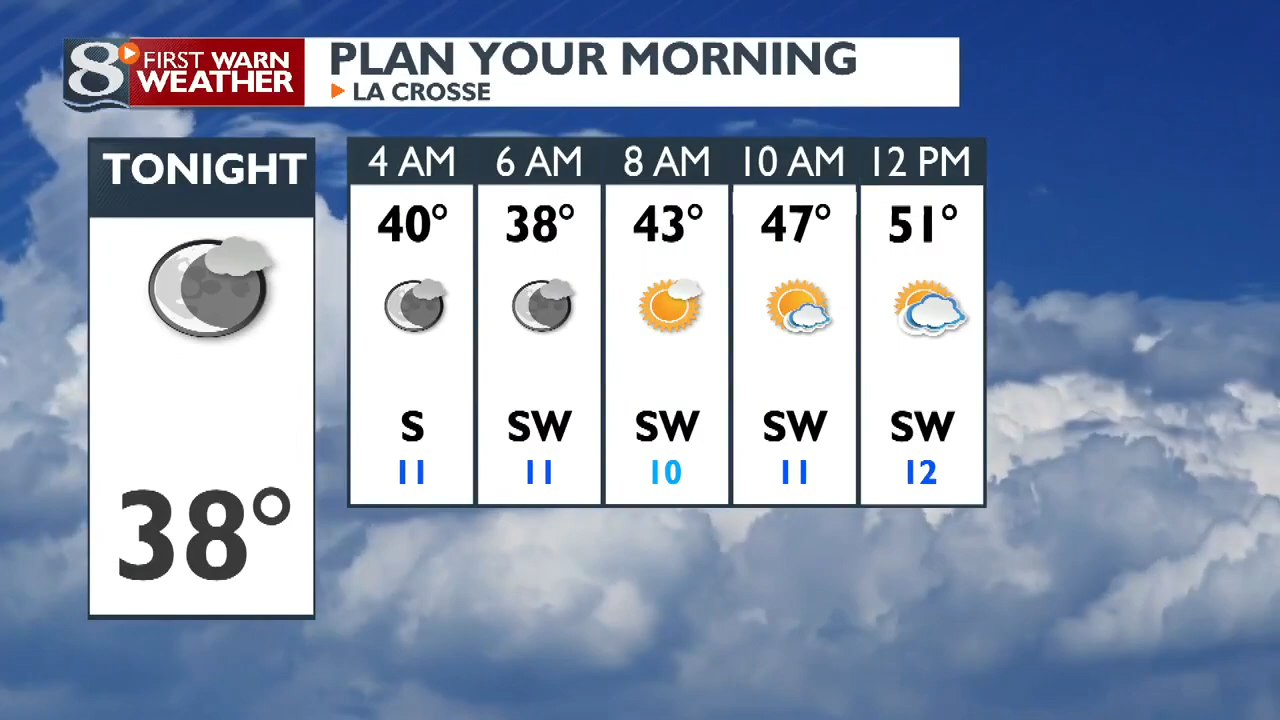 8 FIRST WARN
WEATHER
PLAN YOUR MORNING
LA CROSSE
TONIGHT
38°
4 AM 6 AM 8 AM 10 AM 12 PM
40° 38° 43° 47° 51°
S SW SW SW SW
11 11 10 11 12